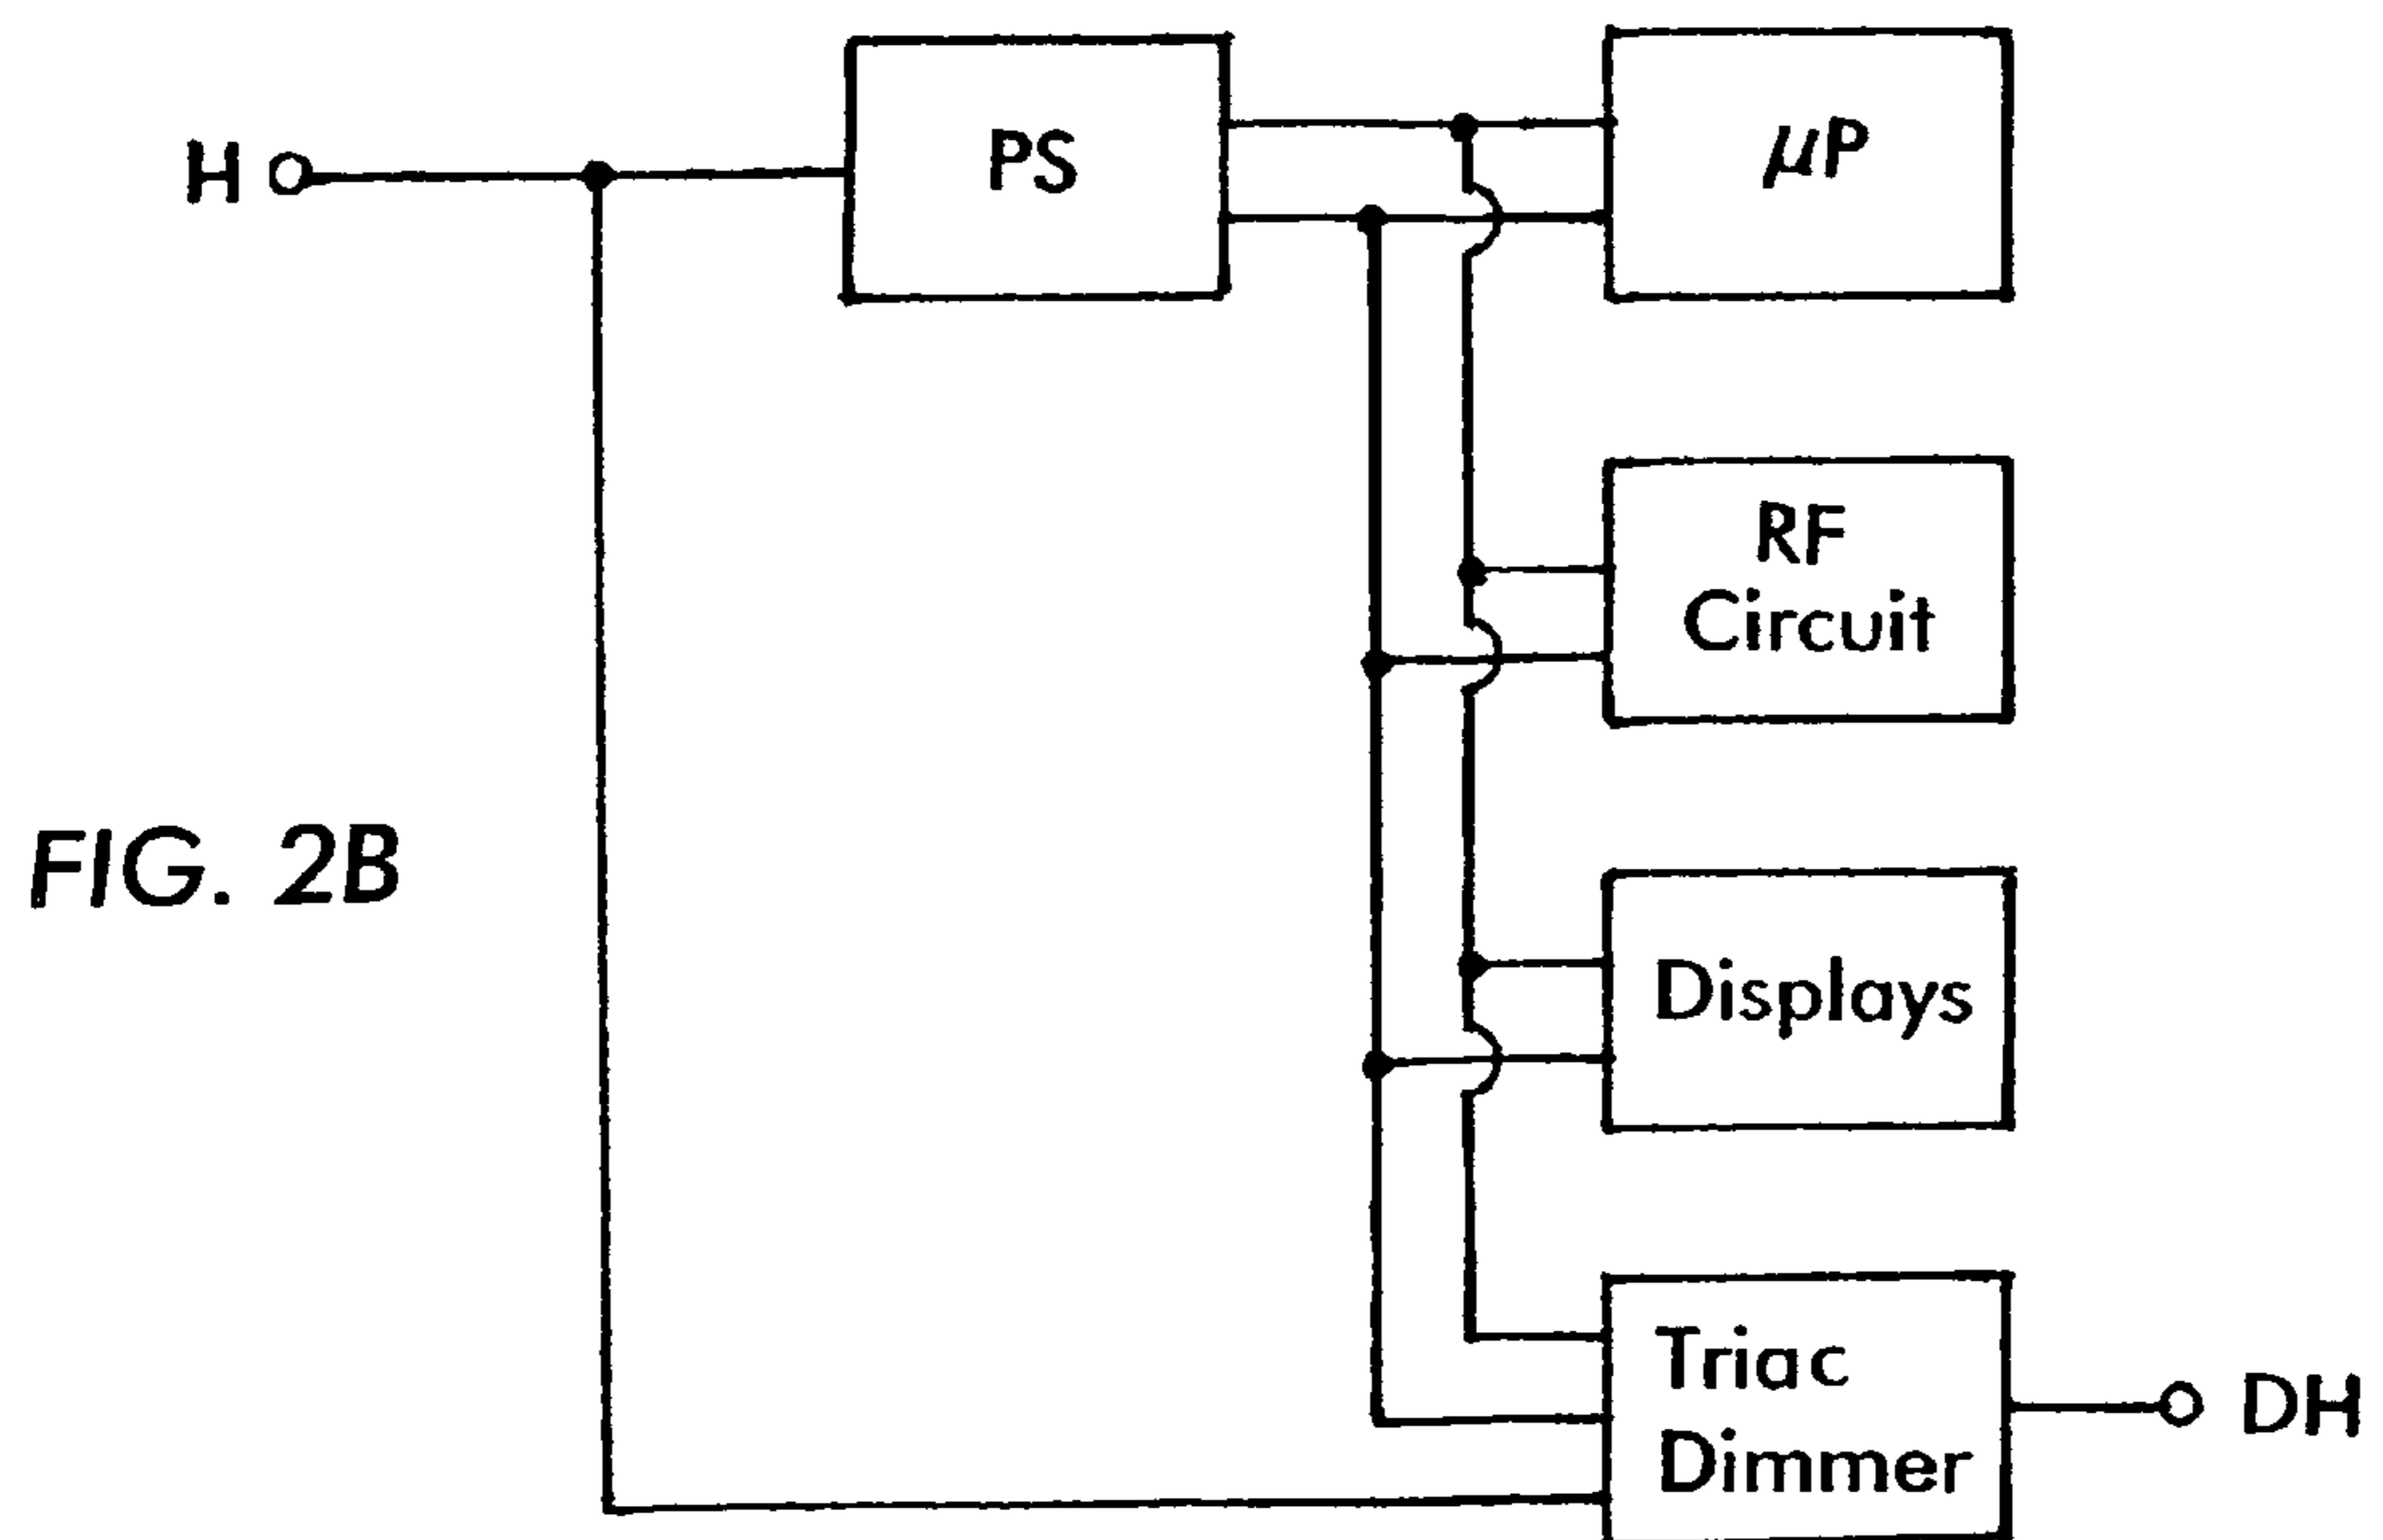 H
PS
µP
RF
Circuit
FIG. 2B
Displays
Triac
Dimmer
DH